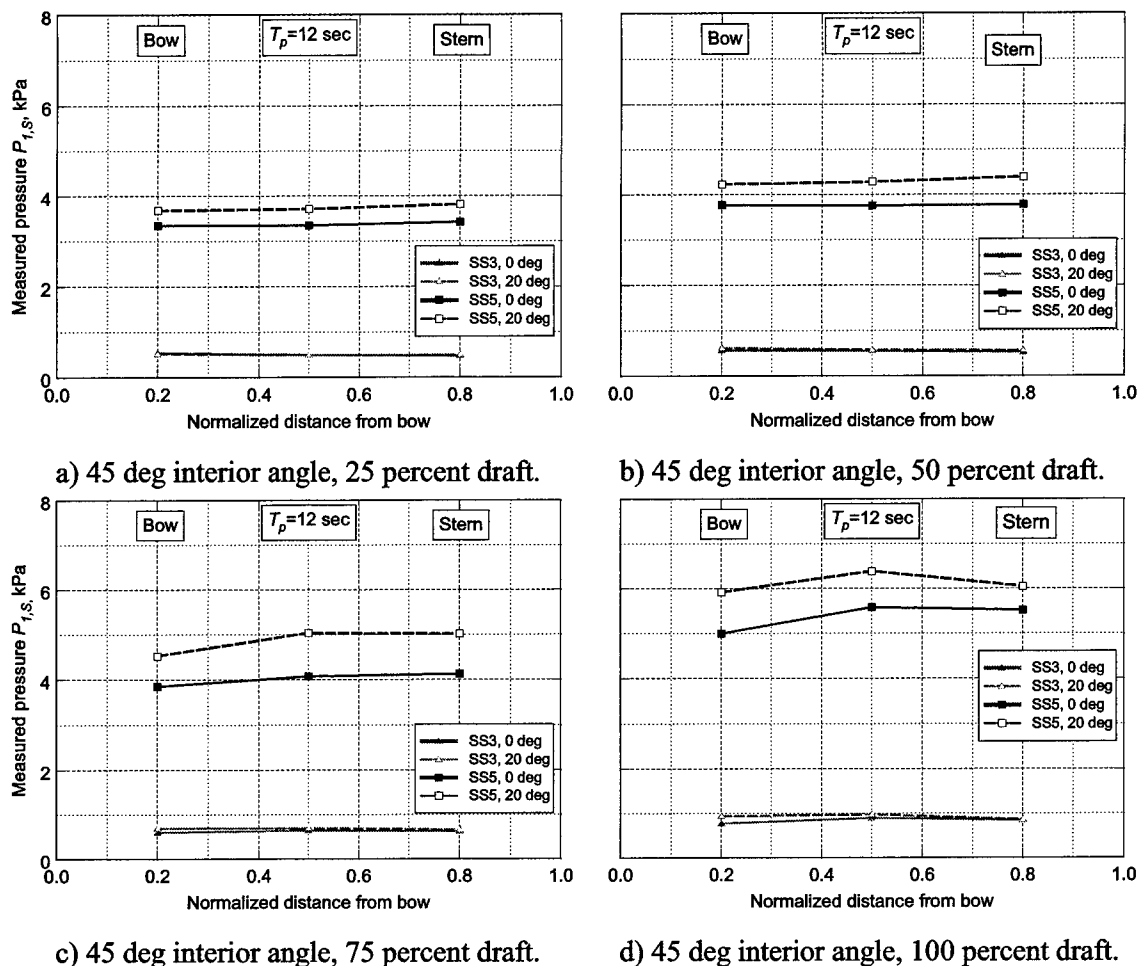 Bow
T_p=12 sec
Stern
Bow
T_p=12 sec
Stern
Measured pressure P_{1,S}, kPa
8
6
4
2
0
SS3, 0 deg
SS3, 20 deg
SS5, 0 deg
SS5, 20 deg
SS3, 0 deg
SS3, 20 deg
SS5, 0 deg
SS5, 20 deg
0.0 0.2 0.4 0.6 0.8 1.0
0.0 0.2 0.4 0.6 0.8 1.0
Normalized distance from bow
Normalized distance from bow
a) 45 deg interior angle, 25 percent draft.
b) 45 deg interior angle, 50 percent draft.
Bow
T_p=12 sec
Stern
Bow
T_p=12 sec
Stern
Measured pressure P_{1,S}, kPa
8
6
4
2
0
SS3, 0 deg
SS3, 20 deg
SS5, 0 deg
SS5, 20 deg
SS3, 0 deg
SS3, 20 deg
SS5, 0 deg
SS5, 20 deg
0.0 0.2 0.4 0.6 0.8 1.0
0.0 0.2 0.4 0.6 0.8 1.0
Normalized distance from bow
Normalized distance from bow
c) 45 deg interior angle, 75 percent draft.
d) 45 deg interior angle, 100 percent draft.